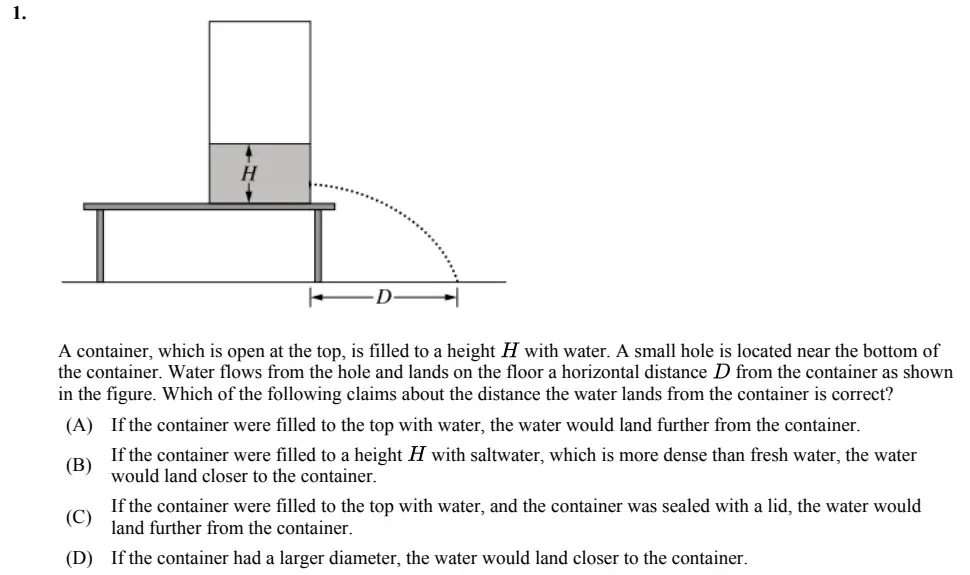 1.
H
D
A container, which is open at the top, is filled to a height H with water. A small hole is located near the bottom of
the container. Water flows from the hole and lands on the floor a horizontal distance D from the container as shown
in the figure. Which of the following claims about the distance the water lands from the container is correct?
(A) If the container were filled to the top with water, the water would land further from the container.
(B) If the container were filled to a height H with saltwater, which is more dense than fresh water, the water
would land closer to the container.
(C) If the container were filled to the top with water, and the container was sealed with a lid, the water would
land further from the container.
(D) If the container had a larger diameter, the water would land closer to the container.